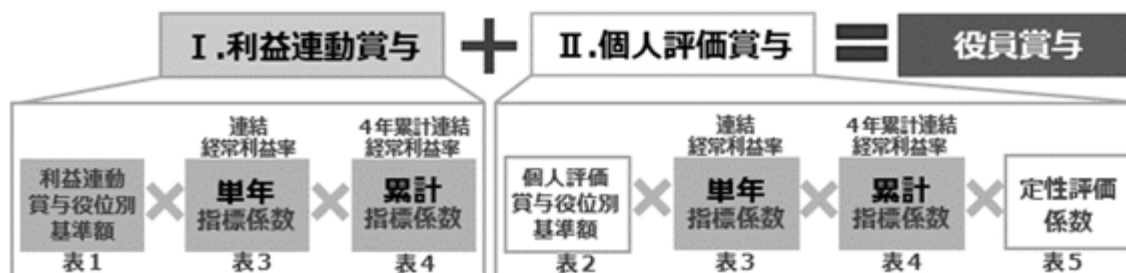 Ⅰ.利益連動賞与 + Ⅱ.個人評価賞与 = 役員賞与
連結
経常利益率
4年累計連結
経常利益率
連結
経常利益率
4年累計連結
経常利益率
利益連動
賞与役位別
基準額
×
単年
指標係数
×
累計
指標係数
個人評価
賞与役位別
基準額
×
単年
指標係数
×
累計
指標係数
×
定性評価
係数
表1
表3
表4
表2
表3
表4
表5